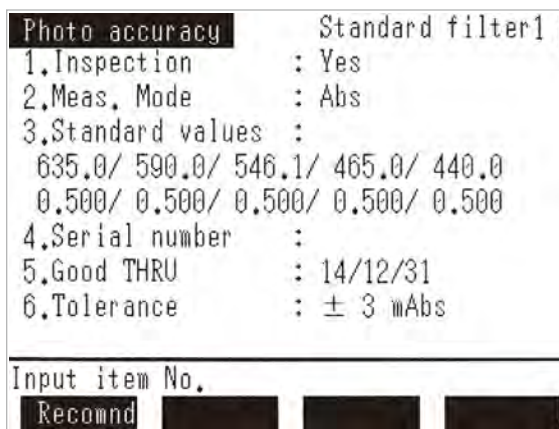 Photo accuracy Standard filter1
1.Inspection : Yes
2.Meas. Mode : Abs
3.Standard values :
635.0/ 590.0/ 546.1/ 465.0/ 440.0
0.500/ 0.500/ 0.500/ 0.500/ 0.500
4.Serial number :
5.Good THRU : 14/12/31
6.Tolerance : ± 3 mAbs
Input item No.
Recomnd